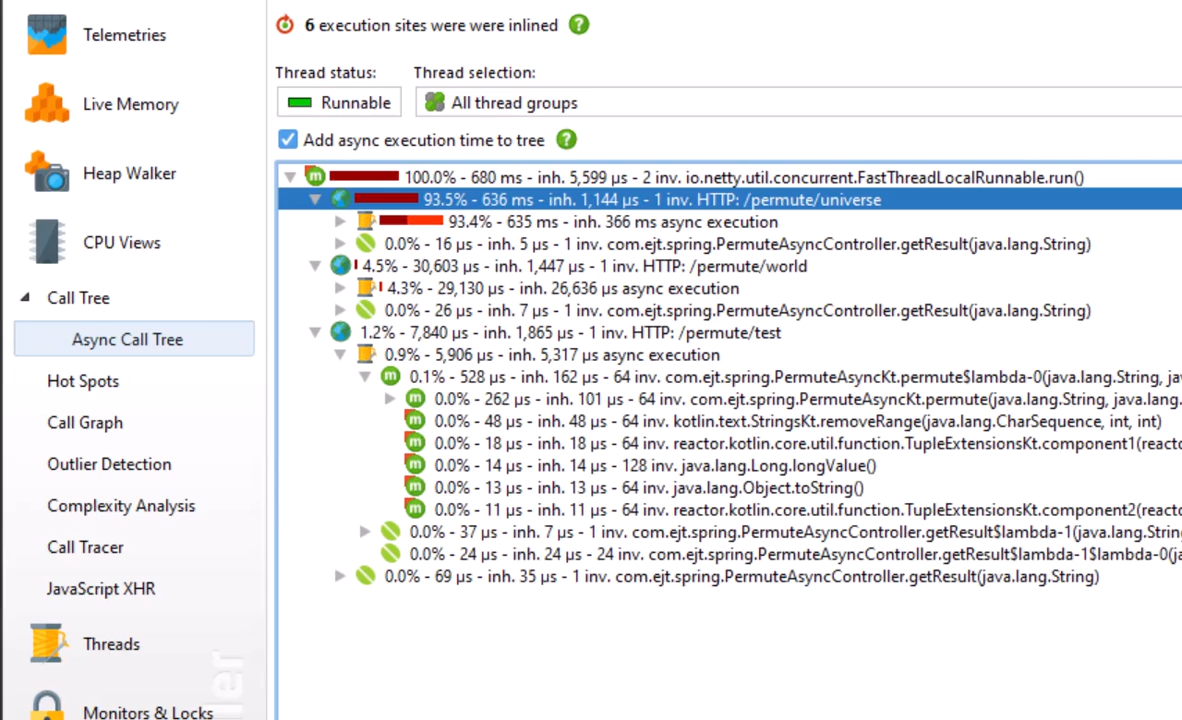 Telemetries
Live Memory
Heap Walker
CPU Views
Call Tree
Async Call Tree
Hot Spots
Call Graph
Outlier Detection
Complexity Analysis
Call Tracer
JavaScript XHR
Threads
Monitors & Locks
6 execution sites were were inlined
Thread status:
Thread selection:
Runnable
All thread groups
Add async execution time to tree
100.0% - 680 ms - inh. 5,599 µs - 2 inv. io.netty.util.concurrent.FastThreadLocalRunnable.run()
93.5% - 636 ms - inh. 1,144 µs - 1 inv. HTTP: /permute/universe
93.4% - 635 ms - inh. 366 ms async execution
0.0% - 16 µs - inh. 5 µs - 1 inv. com.ejt.spring.PermuteAsyncController.getResult(java.lang.String)
4.5% - 30,603 µs - inh. 1,447 µs - 1 inv. HTTP: /permute/world
4.3% - 29,130 µs - inh. 26,636 µs async execution
0.0% - 26 µs - inh. 7 µs - 1 inv. com.ejt.spring.PermuteAsyncController.getResult(java.lang.String)
1.2% - 7,840 µs - inh. 1,865 µs - 1 inv. HTTP: /permute/test
0.9% - 5,906 µs - inh. 5,317 µs async execution
0.1% - 528 µs - inh. 162 µs - 64 inv. com.ejt.spring.PermuteAsyncKt.permute$lambda-0(java.lang.String, ja
0.0% - 262 µs - inh. 101 µs - 64 inv. com.ejt.spring.PermuteAsyncKt.permute(java.lang.String, java.lang.
0.0% - 48 µs - inh. 48 µs - 64 inv. kotlin.text.StringsKt.removeRange(java.lang.CharSequence, int, int)
0.0% - 18 µs - inh. 18 µs - 64 inv. reactor.kotlin.core.util.function.TupleExtensionsKt.component1(reacto
0.0% - 14 µs - inh. 14 µs - 128 inv. java.lang.Long.longValue()
0.0% - 13 µs - inh. 13 µs - 64 inv. java.lang.Object.toString()
0.0% - 11 µs - inh. 11 µs - 64 inv. reactor.kotlin.core.util.function.TupleExtensionsKt.component2(reacto
0.0% - 37 µs - inh. 7 µs - 1 inv. com.ejt.spring.PermuteAsyncController.getResult$lambda-1(java.lang.String
0.0% - 24 µs - inh. 24 µs - 24 inv. com.ejt.spring.PermuteAsyncController.getResult$lambda-1$lambda-0(ja
0.0% - 69 µs - inh. 35 µs - 1 inv. com.ejt.spring.PermuteAsyncController.getResult(java.lang.String)